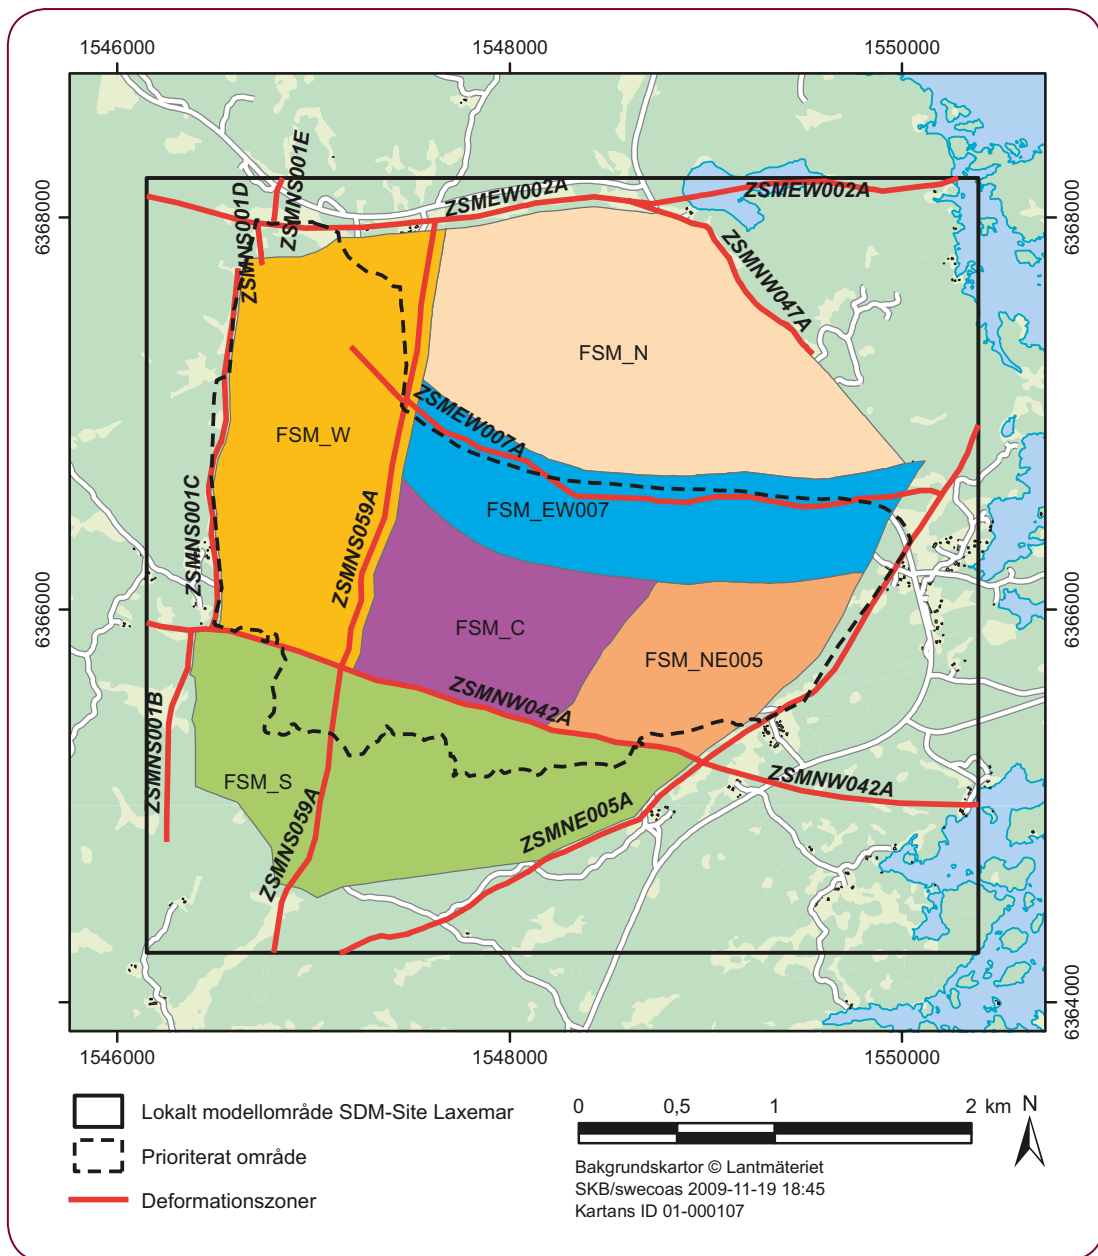 1546000
1548000
1550000
6368000
6368000
ZSMNS001E
ZSMNS001D
ZSMEW002A
ZSMEW002A
ZSMNW047A
FSM_N
ZSMEW007A
FSM_W
ZSMNS001C
FSM_EW007
ZSMNS059A
6366000
6366000
FSM_C
FSM_NE005
ZSMNW042A
ZSMNS001B
FSM_S
ZSMNW042A
ZSMNS059A
ZSMNE005A
6364000
1546000
1548000
1550000
Lokalt modellområde SDM-Site Laxemar
Prioriterat område
Deformationszoner
0 0,5 1 2 km N
Bakgrundskartor © Lantmäteriet
SKB/swecoas 2009-11-19 18:45
Kartans ID 01-000107